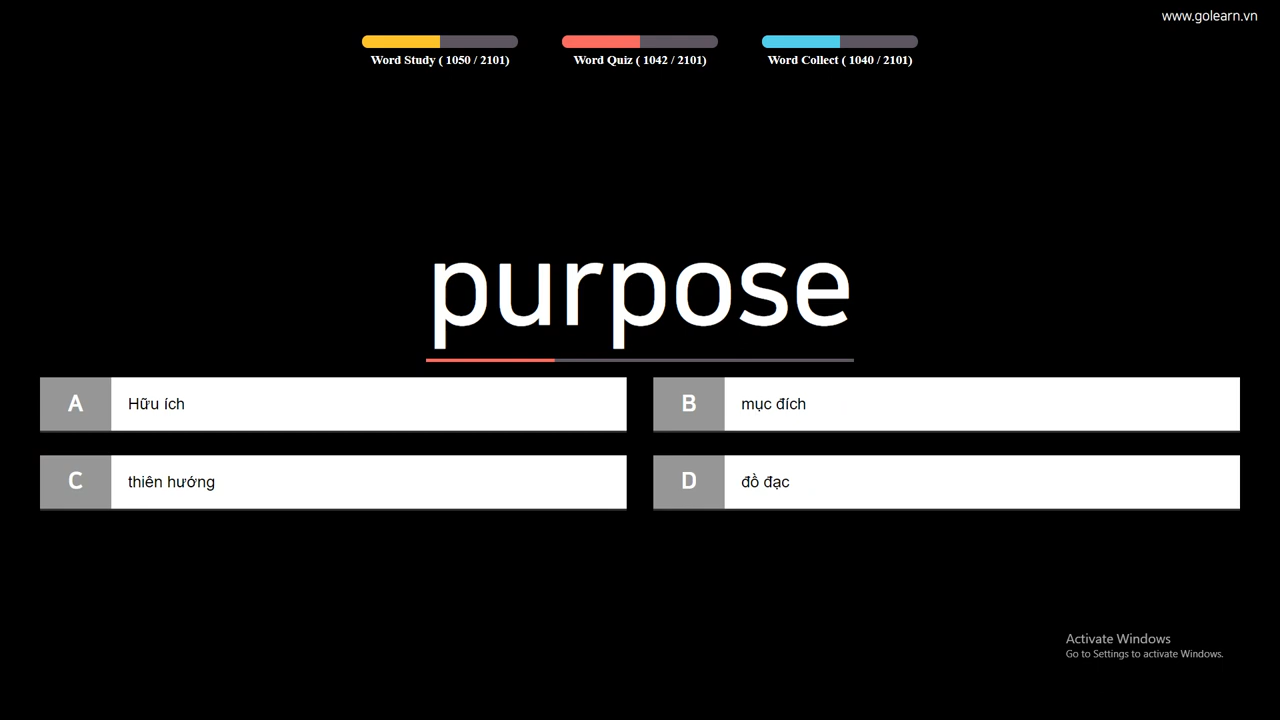 www.golearn.vn
Word Study ( 1050 / 2101)
Word Quiz ( 1042 / 2101)
Word Collect ( 1040 / 2101)
purpose
A Hữu ích
B mục đích
C thiên hướng
D đồ đạc
Activate Windows
Go to Settings to activate Windows.